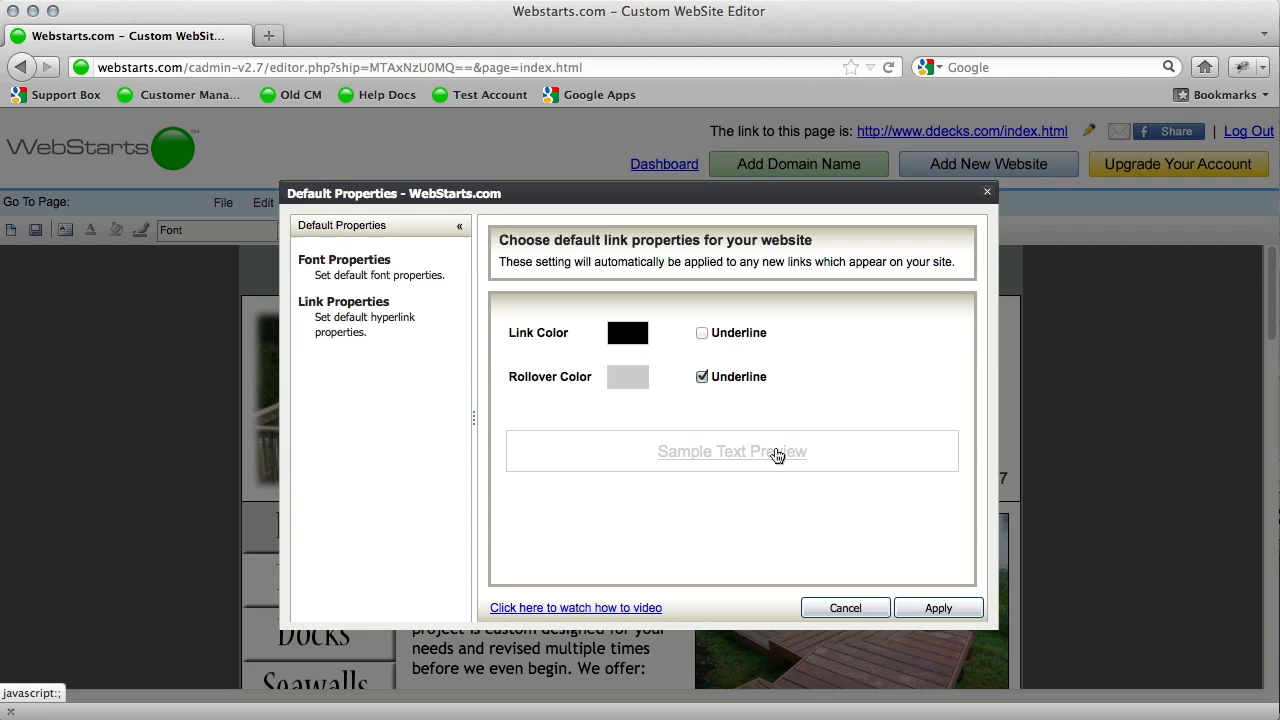 Webstarts.com – Custom WebSite Editor
Webstarts.com – Custom WebSit...
webstarts.com/cadmin-v2.7/editor.php?ship=MTAxNzU0MQ==&page=index.html
Google
Support Box
Customer Mana...
Old CM
Help Docs
Test Account
Google Apps
Bookmarks
WebStarts™
The link to this page is: http://www.ddecks.com/index.html
Share
| Log Out
Dashboard
Add Domain Name
Add New Website
Upgrade Your Account
Go To Page:
File
Edit
Font
Default Properties - WebStarts.com
Default Properties
«
Font Properties
Set default font properties.
Link Properties
Set default hyperlink
properties.
Choose default link properties for your website
These setting will automatically be applied to any new links which appear on your site.
Link Color
Underline
Rollover Color
Underline
Sample Text Preview
Click here to watch how to video
Cancel
Apply
7
Docks
Seawalls
project is custom designed for your
needs and revised multiple times
before we even begin. We offer:
javascript:;